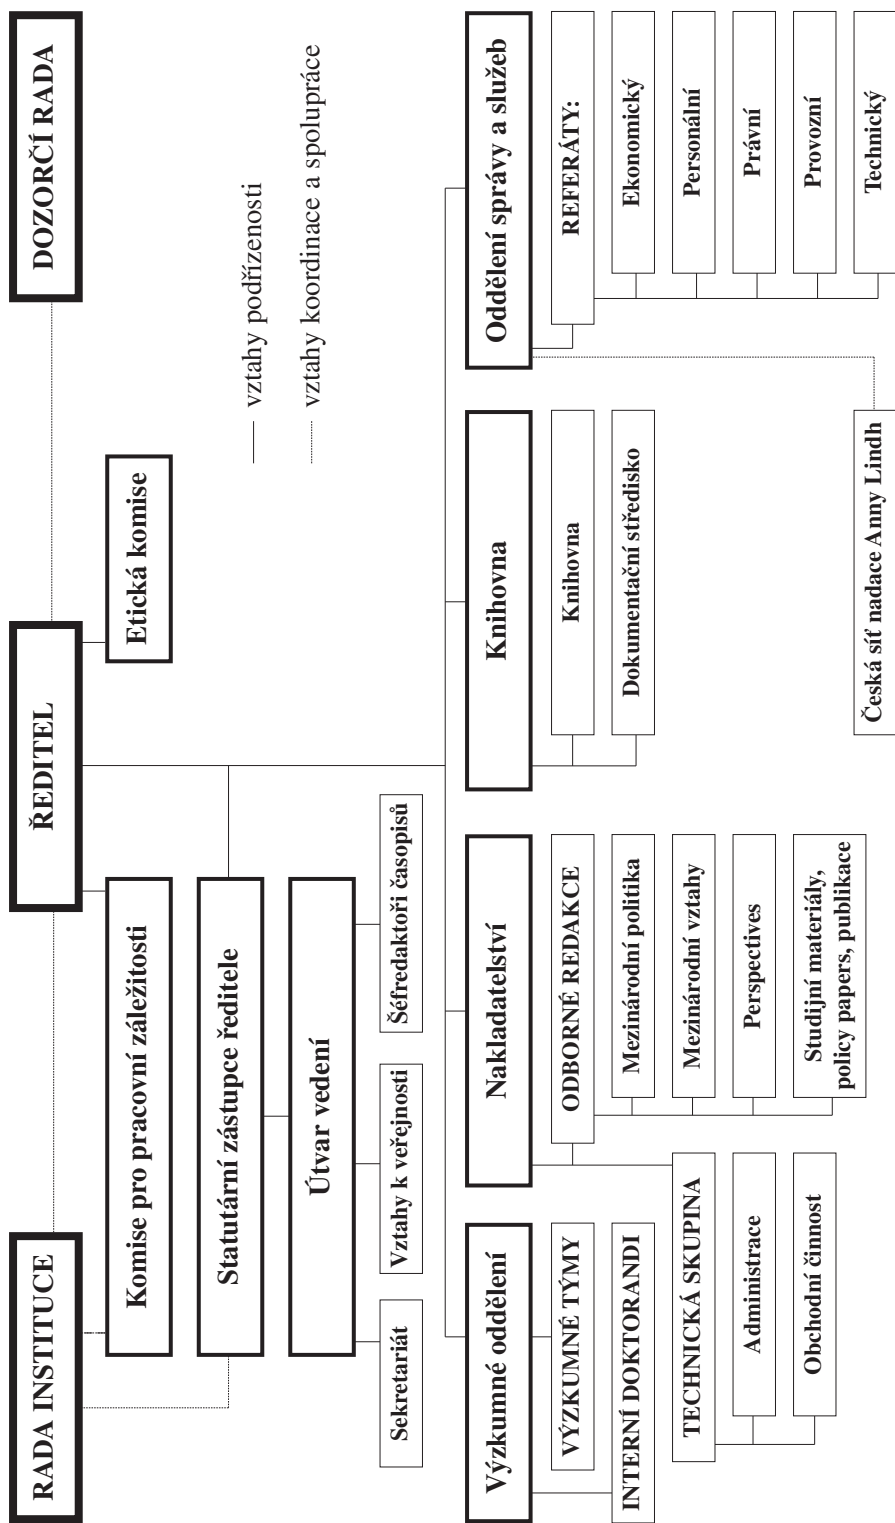 RADA INSTITUCE
ŘEDITEL
DOZORČÍ RADA
Komise pro pracovní záležitosti
Etická komise
Statutární zástupce ředitele
Útvar vedení
Sekretariát
Vztahy k veřejnosti
Šéfredaktoři časopisů
vztahy podřízenosti
vztahy koordinace a spolupráce
Výzkumné oddělení
VÝZKUMNÉ TÝMY
INTERNÍ DOKTORANDI
Nakladatelství
ODBORNÉ REDAKCE
Mezinárodní politika
Mezinárodní vztahy
Perspectives
Studijní materiály,
policy papers, publikace
TECHNICKÁ SKUPINA
Administrace
Obchodní činnost
Knihovna
Knihovna
Dokumentační středisko
Oddělení správy a služeb
REFERÁTY:
Ekonomický
Personální
Právní
Provozní
Technický
Česká síť nadace Anny Lindh